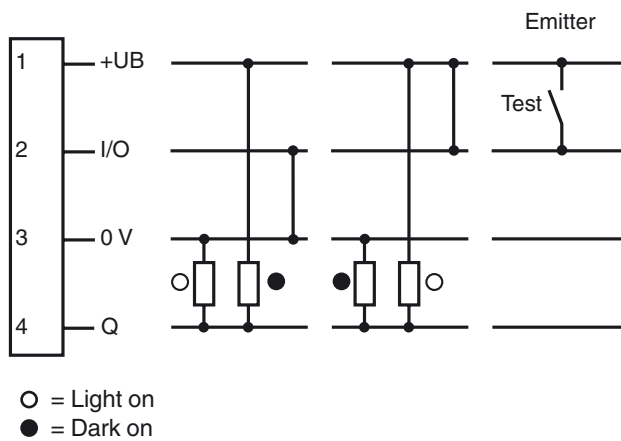 Emitter
1 +UB
Test
2 I/O
3 0 V
4 Q
= Light on
= Dark on